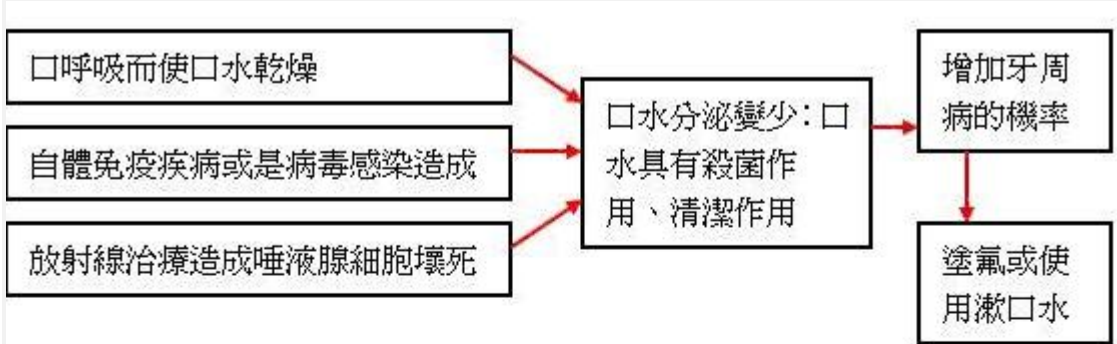 口呼吸而使口水乾燥
自體免疫疾病或是病毒感染造成
放射線治療造成唾液腺細胞壞死
口水分泌變少：口
水具有殺菌作
用、清潔作用
增加牙周
病的機率
塗氟或使
用漱口水